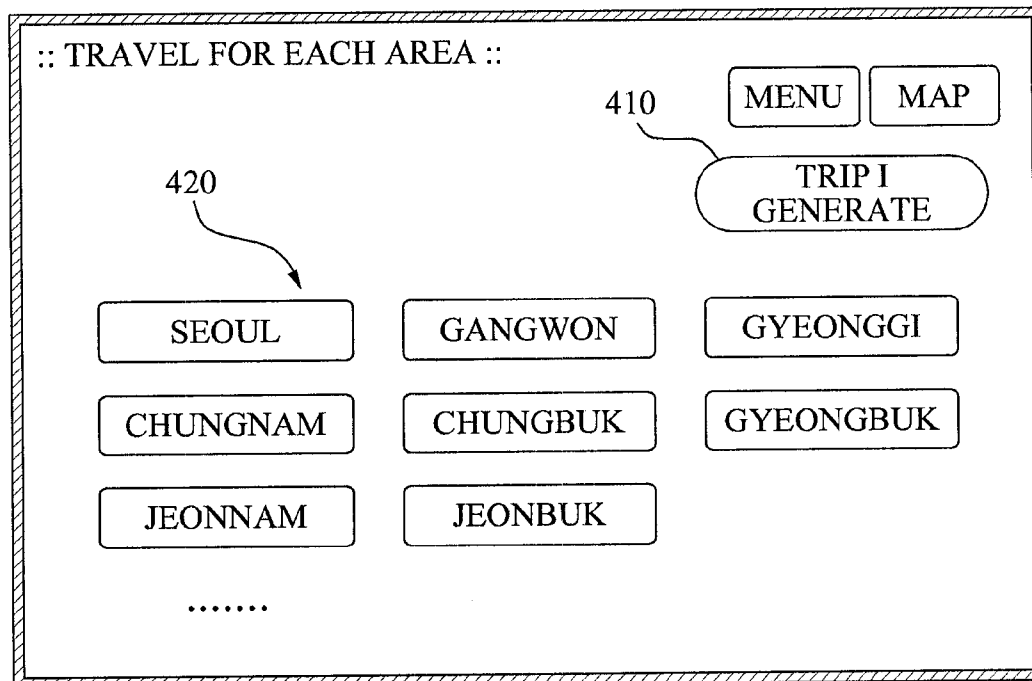 :: TRAVEL FOR EACH AREA ::
MENU MAP
410
TRIP I
GENERATE
420
SEOUL GANGWON GYEONGGI
CHUNGNAM CHUNGBUK GYEONGBUK
JEONNAM JEONBUK
.......